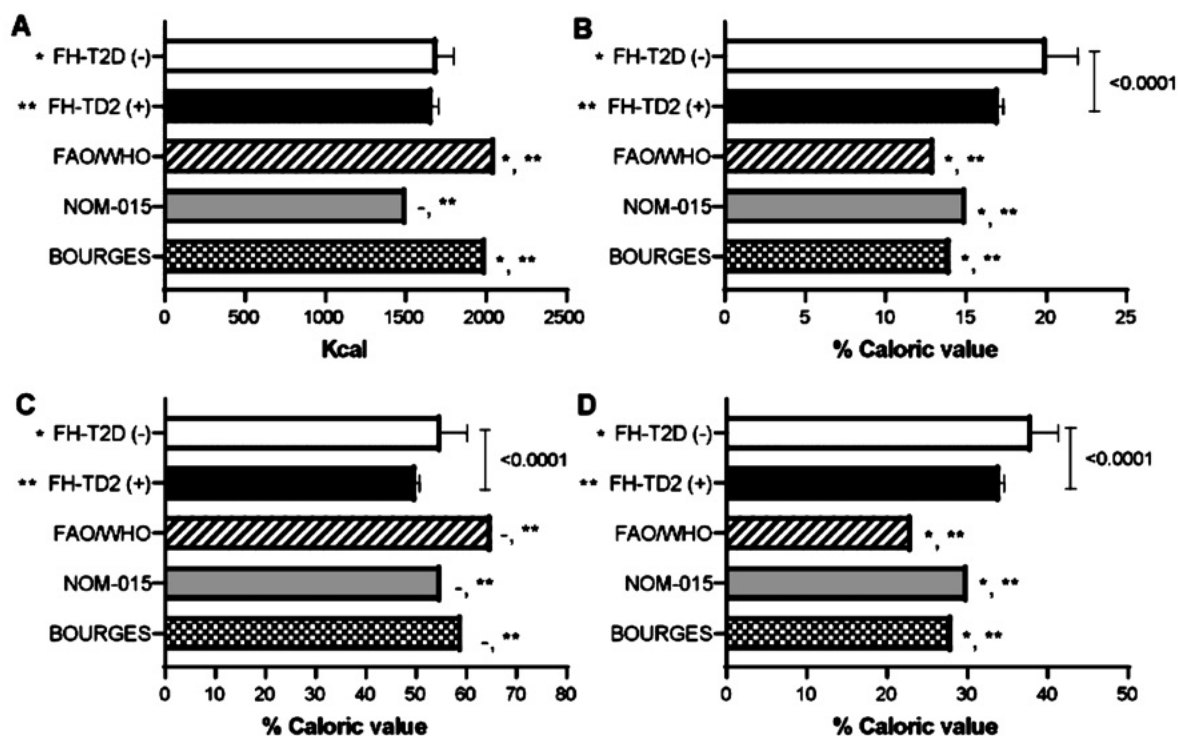 A
* FH-T2D (-)
** FH-TD2 (+)
FAO/WHO
*, **
NOM-015
-, **
BOURGES
*, **
0 500 1000 1500 2000 2500
Kcal
B
* FH-T2D (-)
<0.0001
** FH-TD2 (+)
FAO/WHO
*, **
NOM-015
*, **
BOURGES
*, **
0 5 10 15 20 25
% Caloric value
C
* FH-T2D (-)
<0.0001
** FH-TD2 (+)
FAO/WHO
-, **
NOM-015
-, **
BOURGES
-, **
0 10 20 30 40 50 60 70 80
% Caloric value
D
* FH-T2D (-)
<0.0001
** FH-TD2 (+)
FAO/WHO
*, **
NOM-015
*, **
BOURGES
*, **
0 10 20 30 40 50
% Caloric value